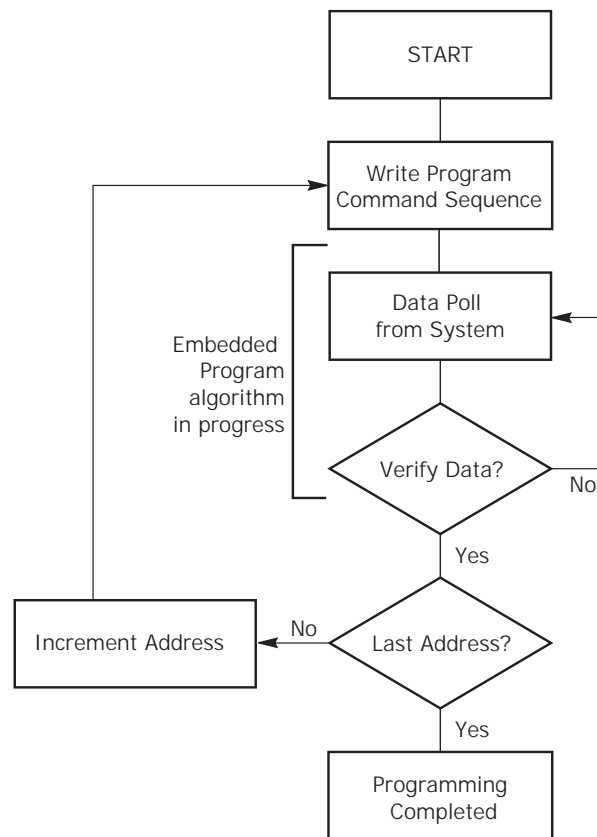 START
Write Program
Command Sequence
Data Poll
from System
Embedded
Program
algorithm
in progress
Verify Data?
No
Yes
Increment Address
No
Last Address?
Yes
Programming
Completed